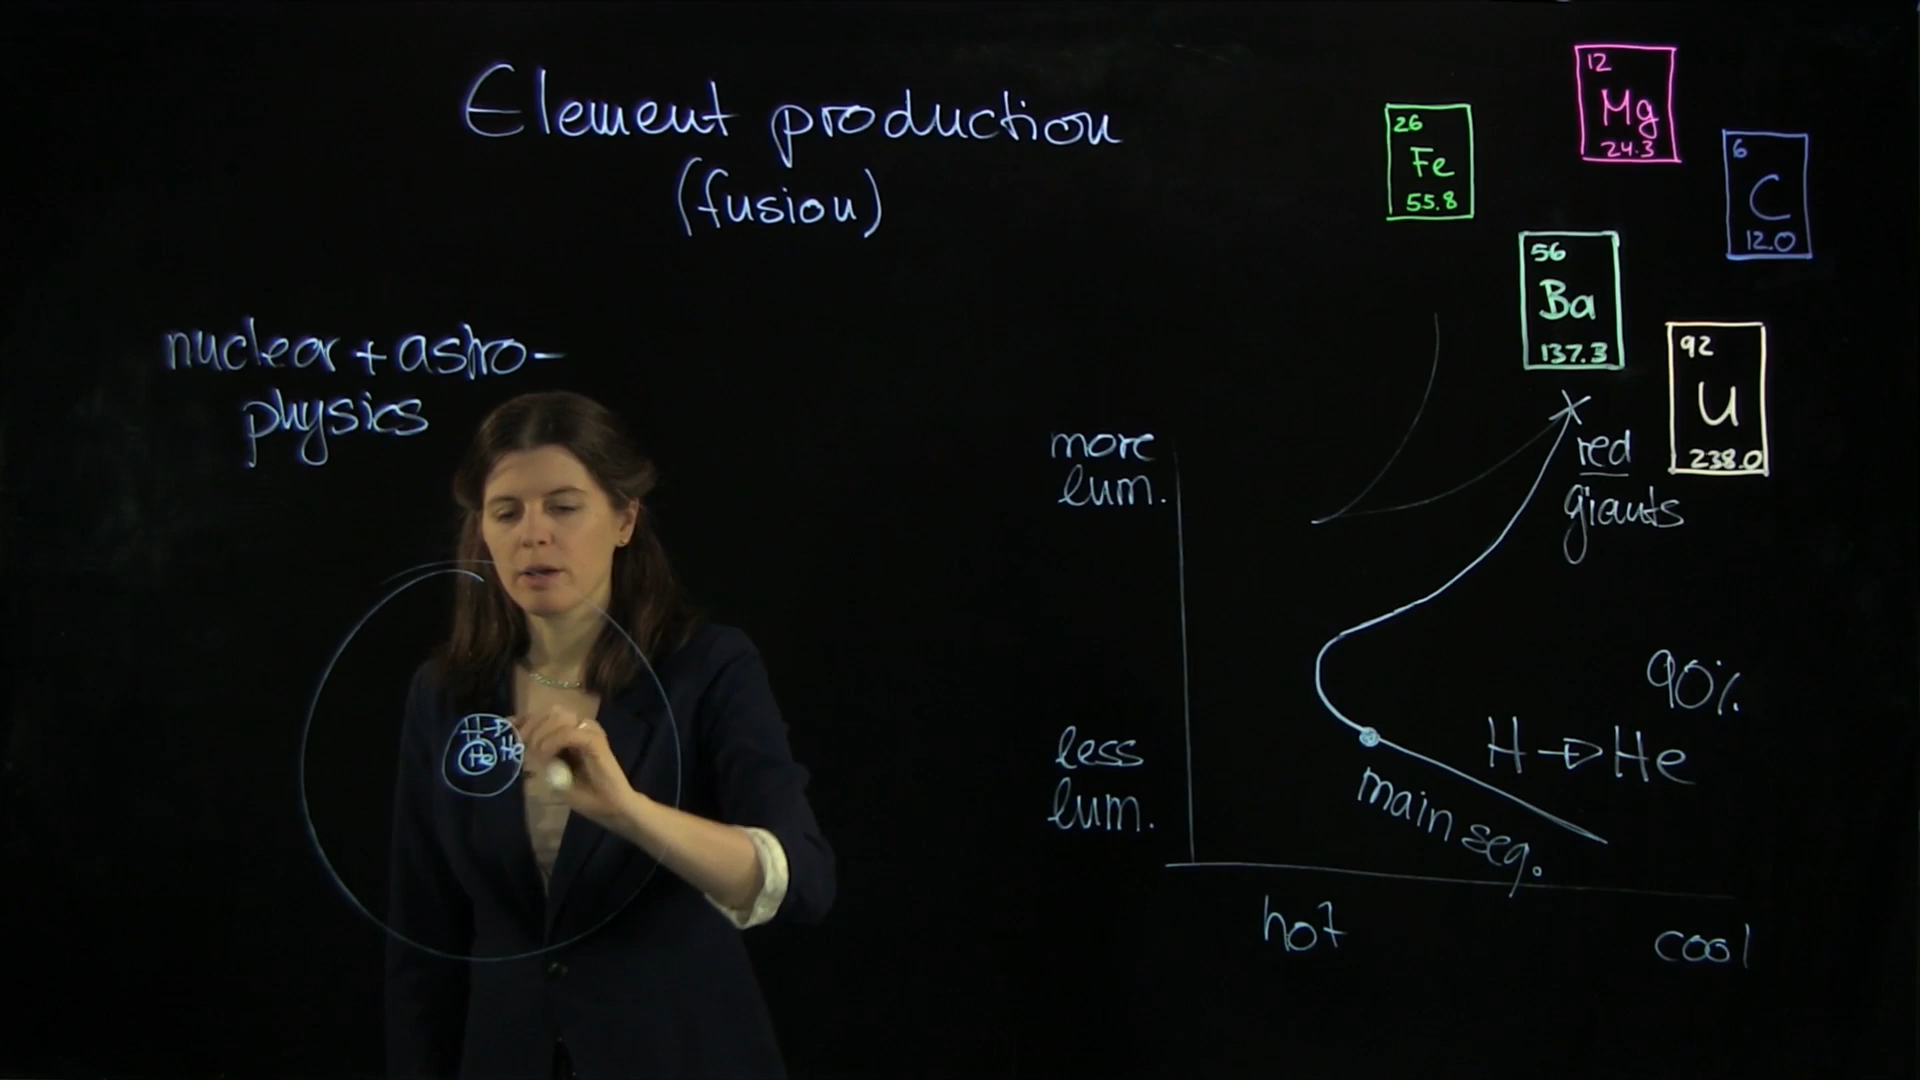 Element production
(fusion)
nuclear + astro-
physics
12
Mg
24.3
26
Fe
55.8
6
C
12.0
56
Ba
137.3
92
U
238.0
more
lum.
red
giants
90%
H → He
less
lum.
main seq.
hot
cool
H →
He He